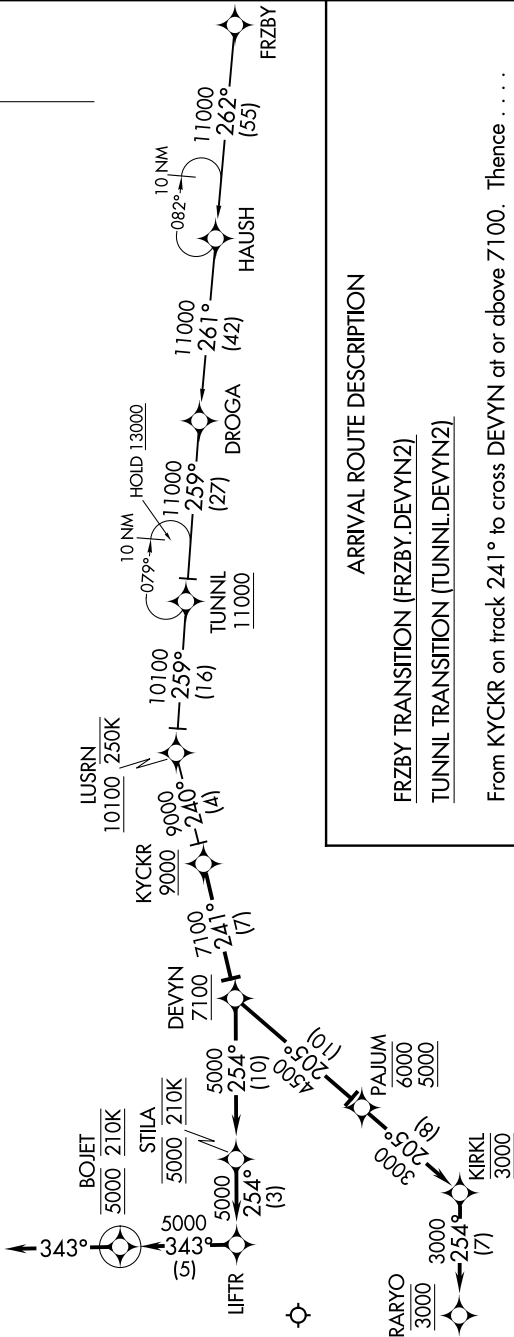 FRZBY
11000
262°
(55)
10 NM
082°
HAUSH
11000
261°
(42)
DROGA
HOLD 13000
10 NM
079°
11000
259°
(27)
TUNNL
11000
10100
259°
(16)
LUSRN
10100 250K
9000
240°
(4)
KYCKR
9000
7100
241°
(7)
DEVYN
7100
5000
254°
(10)
STILA
5000 210K
5000
254°
(3)
LIFTR
5000
343°
(5)
BOJET
5000 210K
343°
4500
205°
(10)
PAJUM
6000
5000
3000
205°
(8)
KIRKL
3000
3000
254°
(7)
RARYO
3000
ARRIVAL ROUTE DESCRIPTION
FRZBY TRANSITION (FRZBY.DEVYN2)
TUNNL TRANSITION (TUNNL.DEVYN2)
From KYCKR on track 241° to cross DEVYN at or above 7100. Thence . . . .